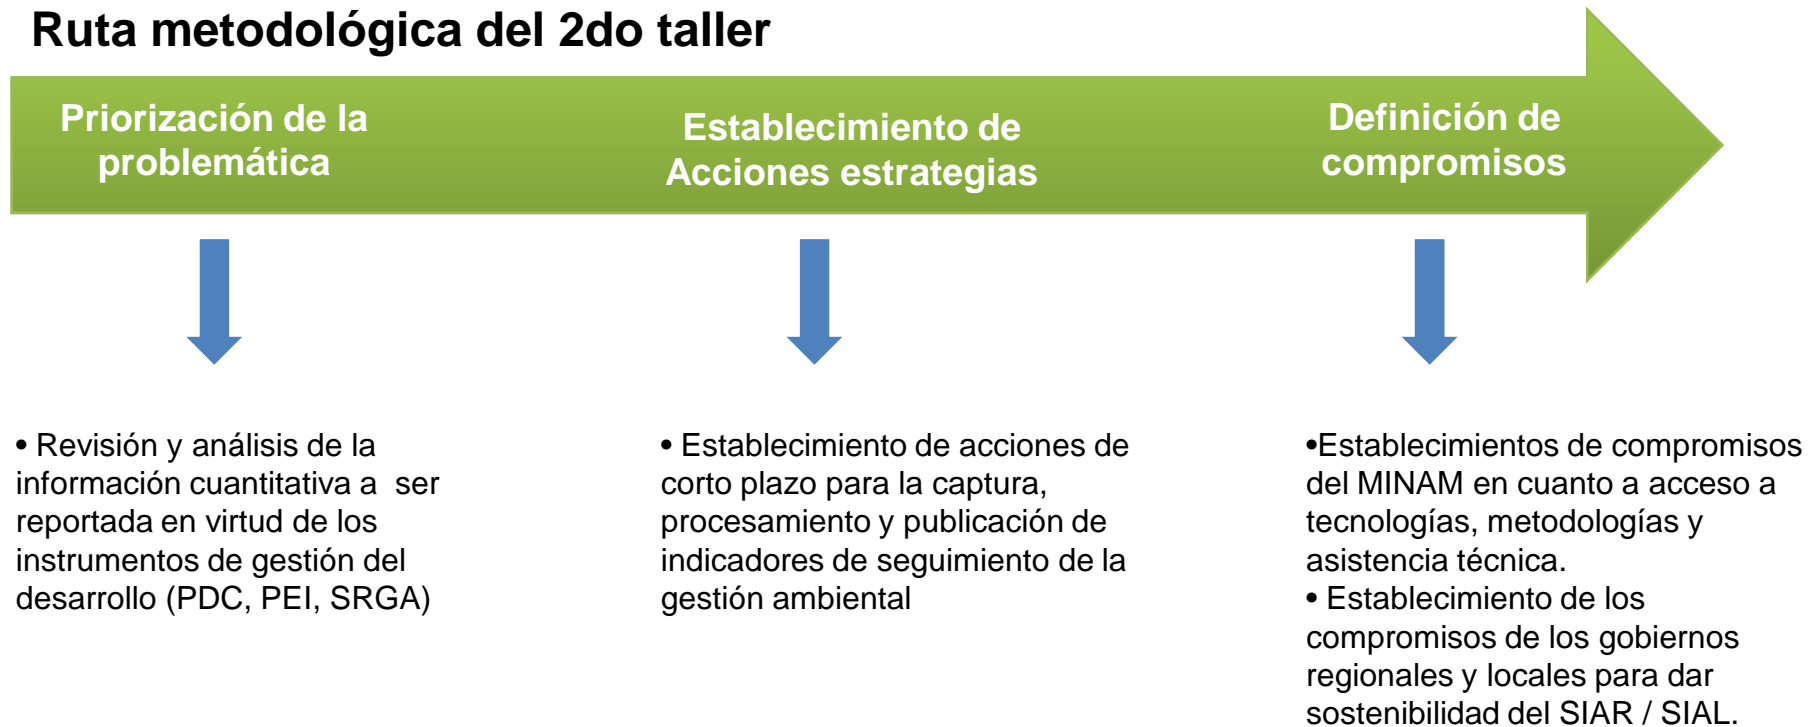 Ruta metodológica del 2do taller
Priorización de la
problemática
Establecimiento de
Acciones estrategias
Definición de
compromisos
• Revisión y análisis de la
información cuantitativa a ser
reportada en virtud de los
instrumentos de gestión del
desarrollo (PDC, PEI, SRGA)
• Establecimiento de acciones de
corto plazo para la captura,
procesamiento y publicación de
indicadores de seguimiento de la
gestión ambiental
•Establecimientos de compromisos
del MINAM en cuanto a acceso a
tecnologías, metodologías y
asistencia técnica.
• Establecimiento de los
compromisos de los gobiernos
regionales y locales para dar
sostenibilidad del SIAR / SIAL.